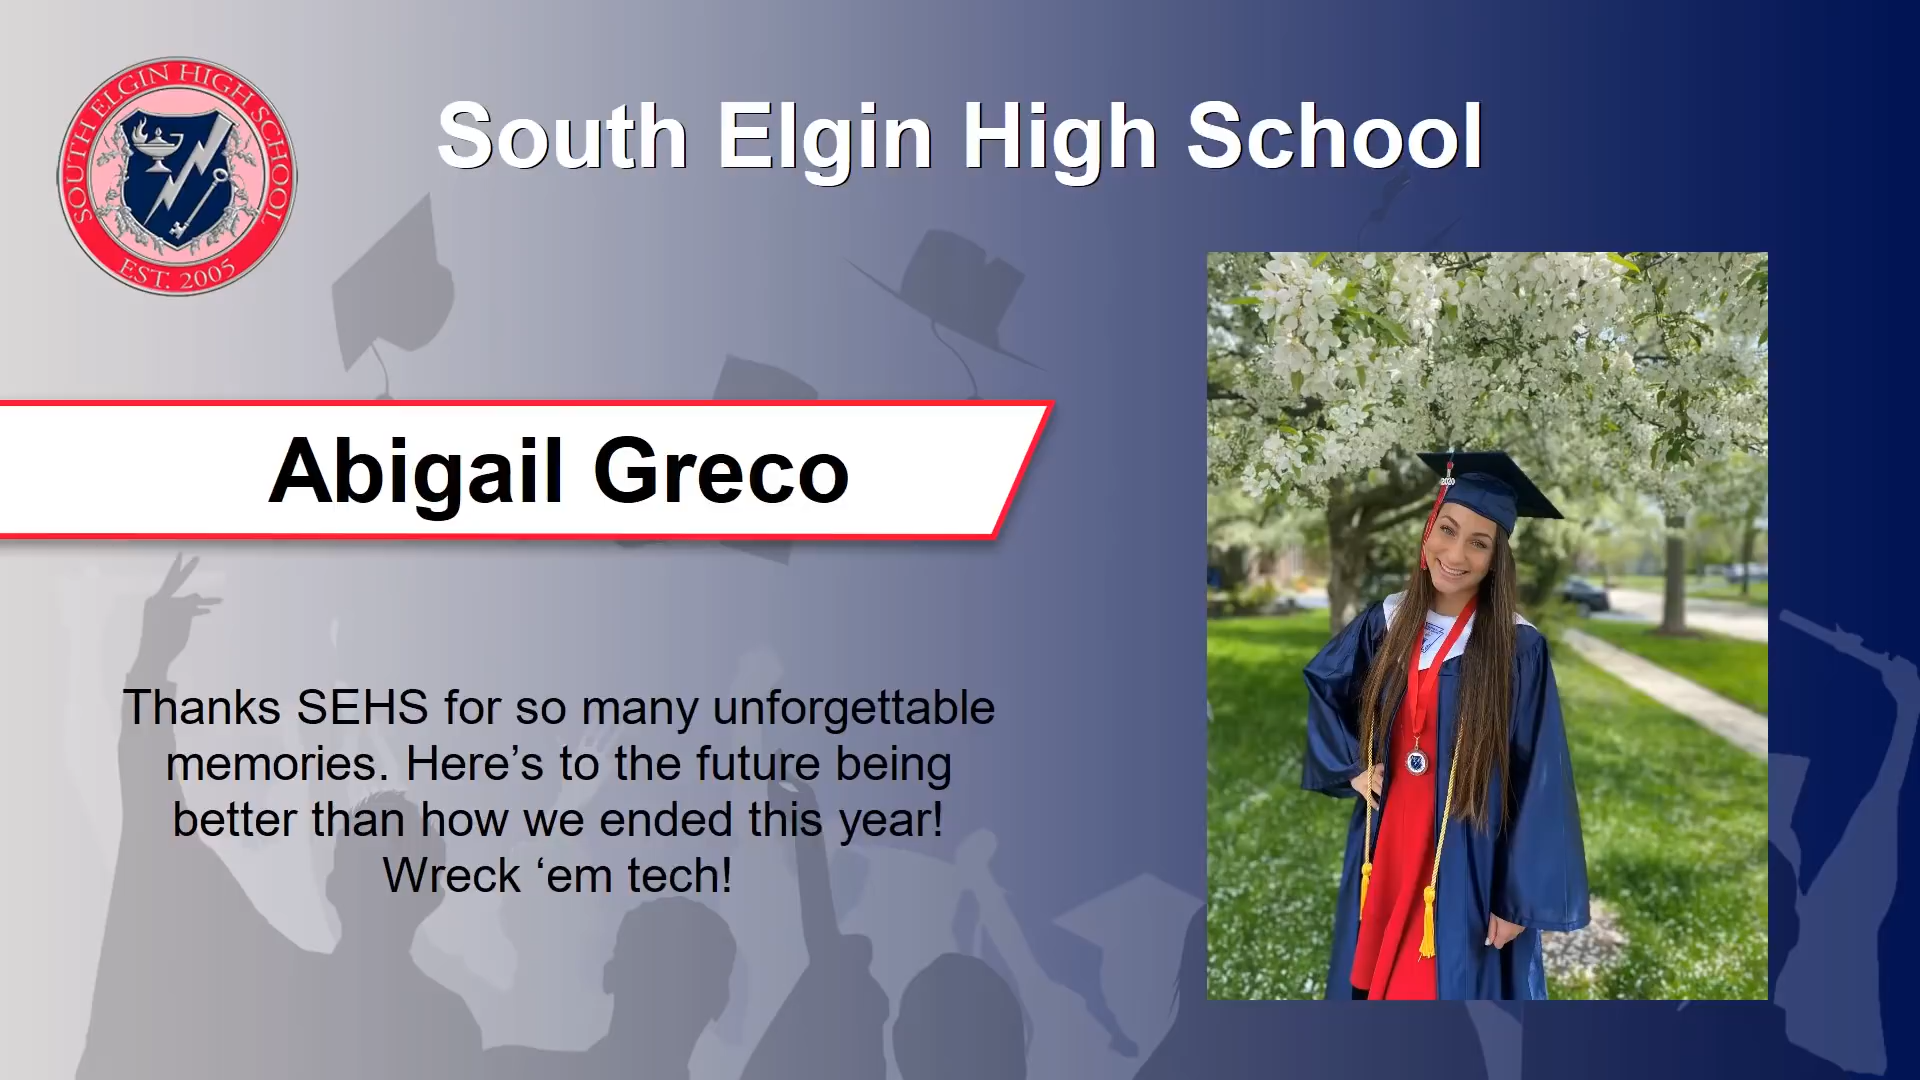 SOUTH ELGIN HIGH SCHOOL
EST. 2005
South Elgin High School
Abigail Greco
2020
Thanks SEHS for so many unforgettable
memories. Here’s to the future being
better than how we ended this year!
Wreck ‘em tech!